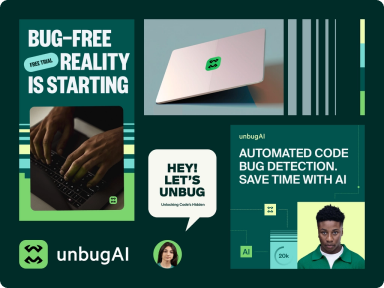 BUG–FREE
FREE TRIAL
REALITY
IS STARTING
HEY!
LET'S
UNBUG
Unlocking Code's Hidden
unbugAI
AUTOMATED CODE
BUG DETECTION.
SAVE TIME WITH AI
AI
20k
unbugAI